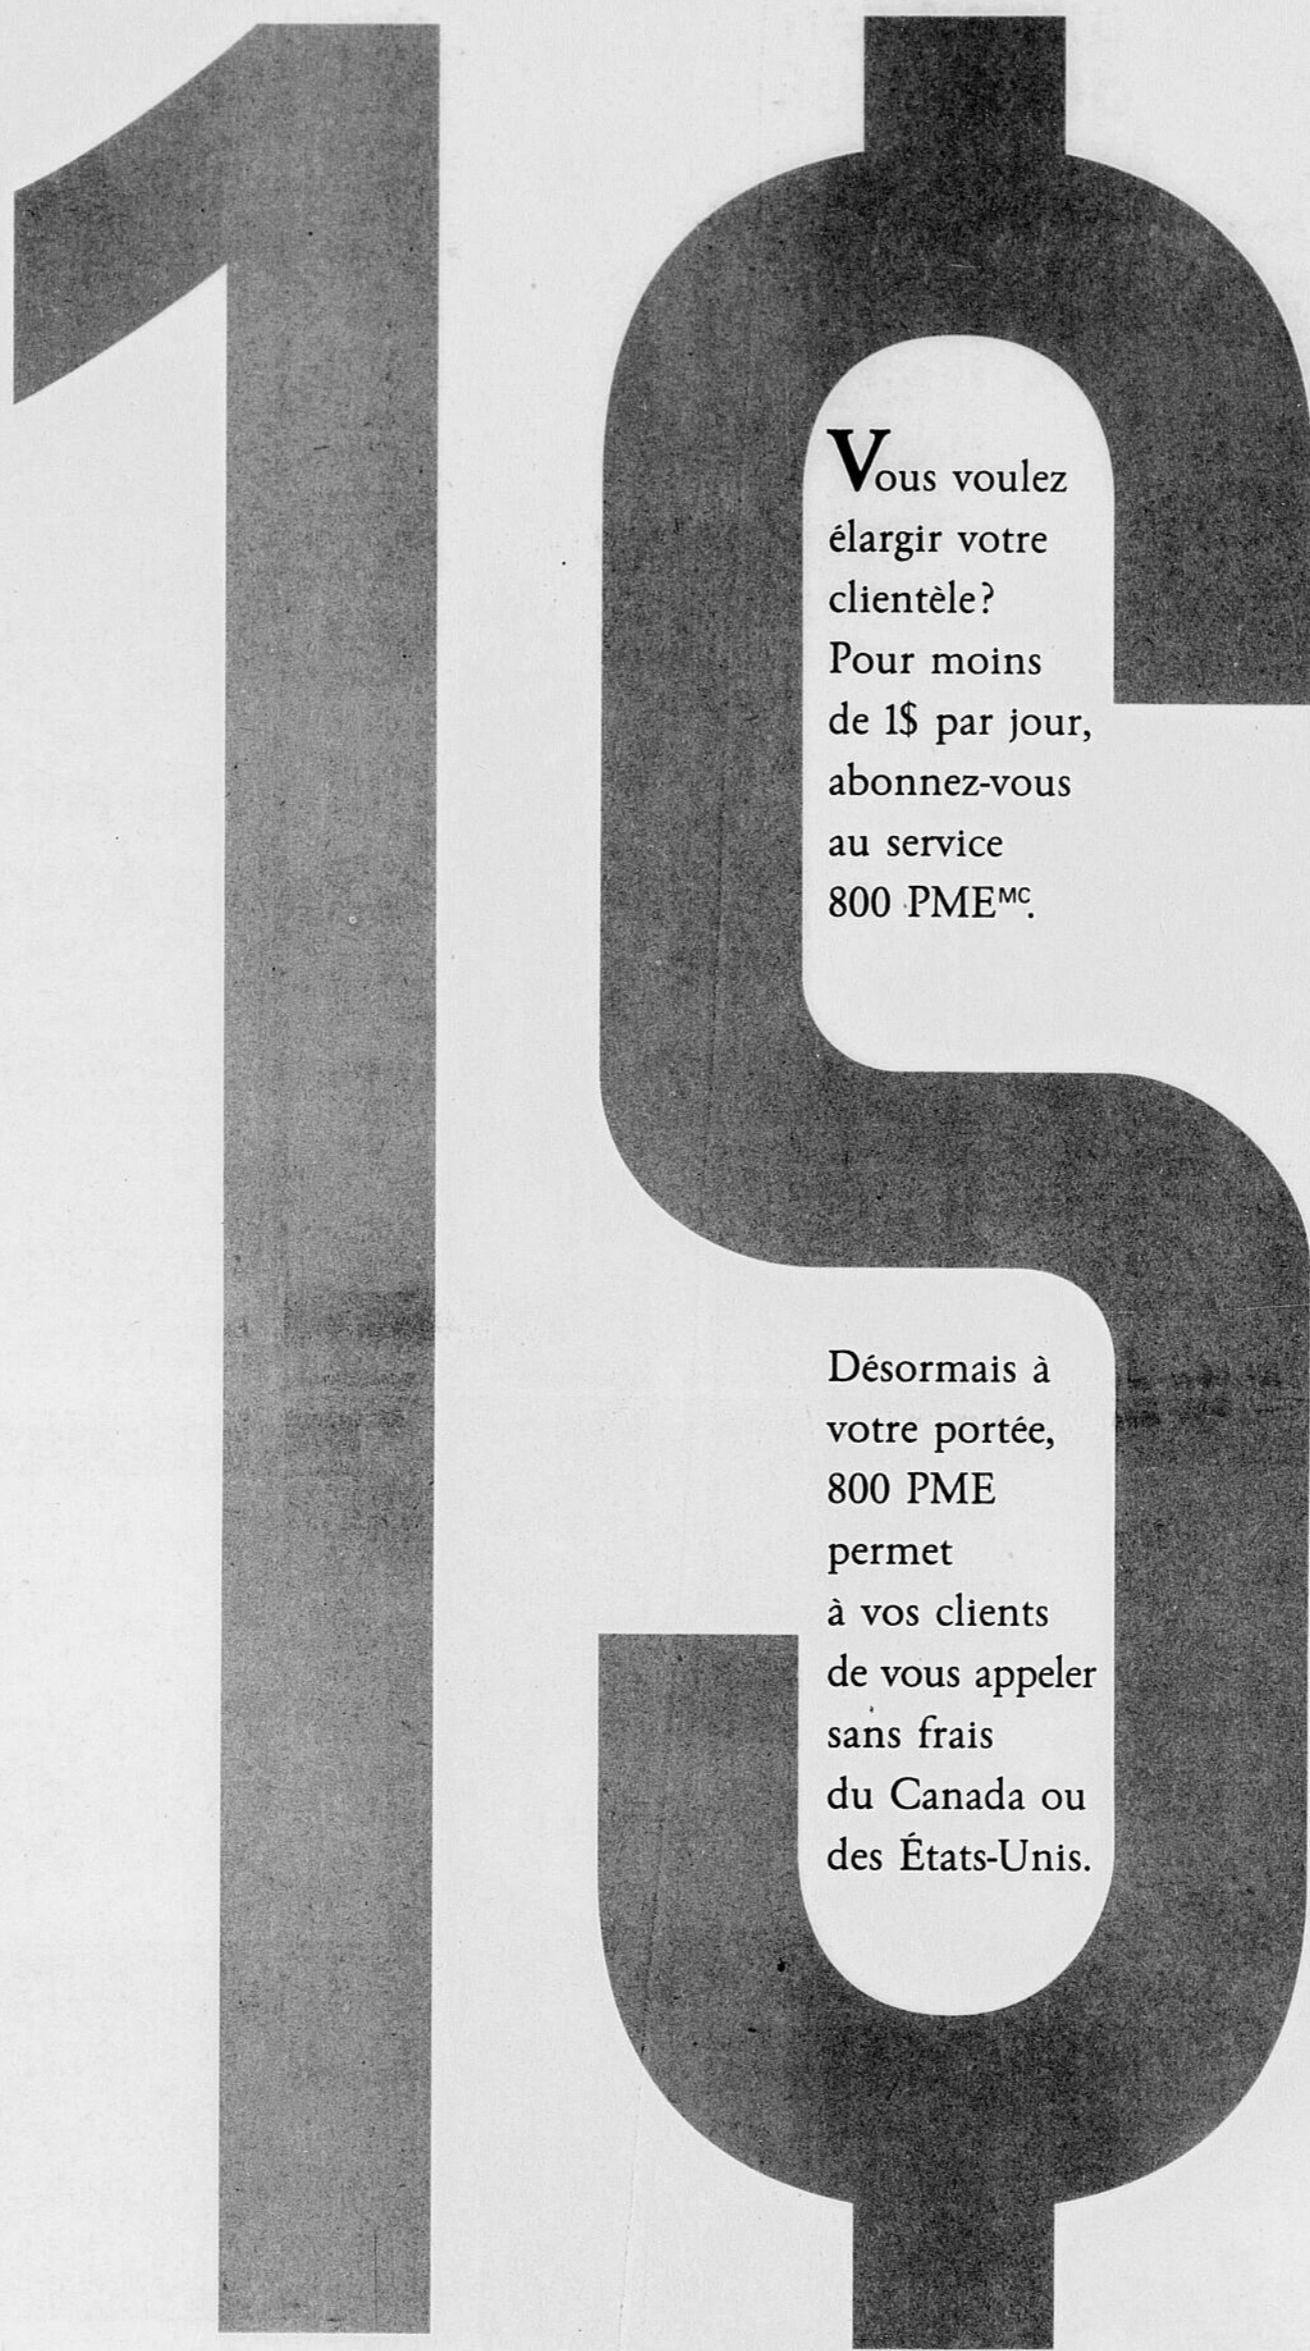 1$
Vous voulez
élargir votre
clientèle?
Pour moins
de 1$ par jour,
abonnez-vous
au service
800 PMEᴹᶜ.
Désormais à
votre portée,
800 PME
permet
à vos clients
de vous appeler
sans frais
du Canada ou
des États-Unis.